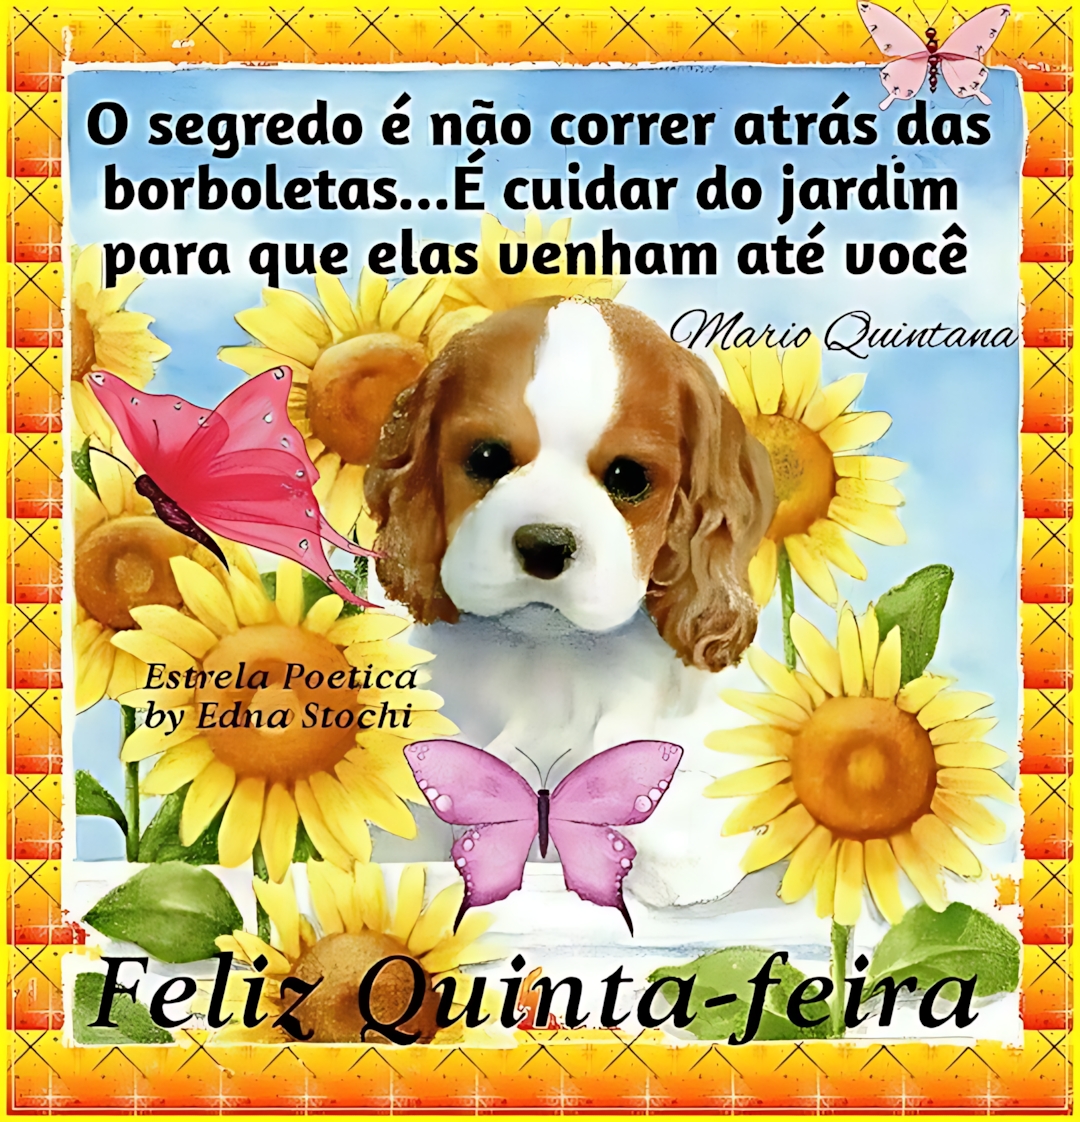 O segredo é não correr atrás das
borboletas...É cuidar do jardim
para que elas venham até você
Mario Quintana
Estrela Poetica
by Edna Stochi
Feliz Quinta-feira